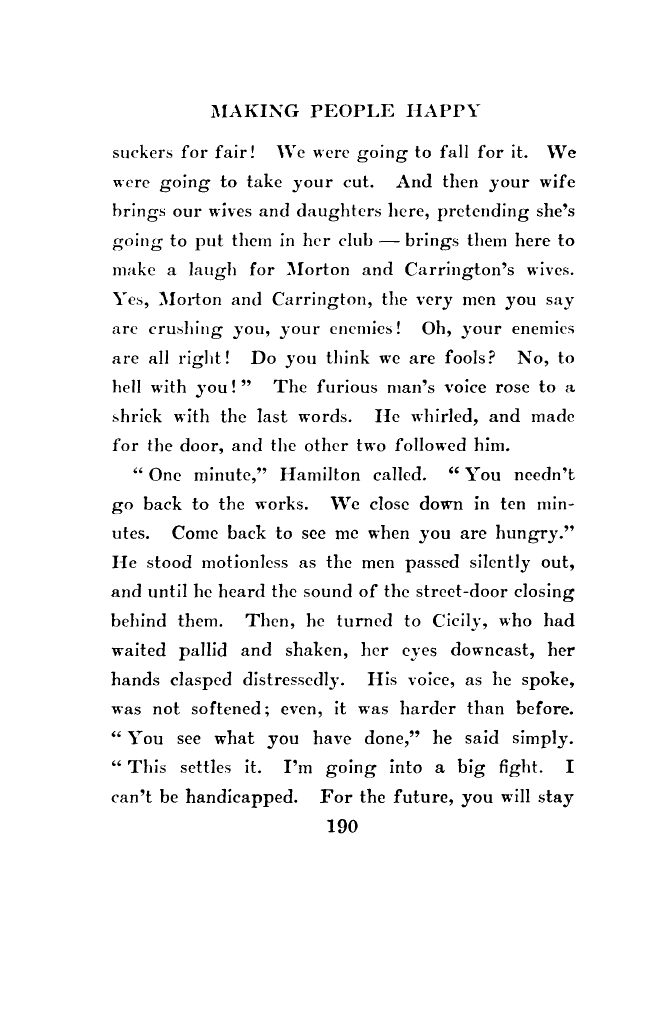 MAKING PEOPLE HAPPY
suckers for fair! We were going to fall for it. We
were going to take your cut. And then your wife
brings our wives and daughters here, pretending she's
going to put them in her club — brings them here to
make a laugh for Morton and Carrington's wives.
Yes, Morton and Carrington, the very men you say
are crushing you, your enemies! Oh, your enemies
are all right! Do you think we are fools? No, to
hell with you!" The furious man's voice rose to a
shriek with the last words. He whirled, and made
for the door, and the other two followed him.
"One minute," Hamilton called. "You needn't
go back to the works. We close down in ten min-
utes. Come back to see me when you are hungry."
He stood motionless as the men passed silently out,
and until he heard the sound of the street-door closing
behind them. Then, he turned to Cicily, who had
waited pallid and shaken, her eyes downcast, her
hands clasped distressedly. His voice, as he spoke,
was not softened; even, it was harder than before.
"You see what you have done," he said simply.
"This settles it. I'm going into a big fight. I
can't be handicapped. For the future, you will stay
190